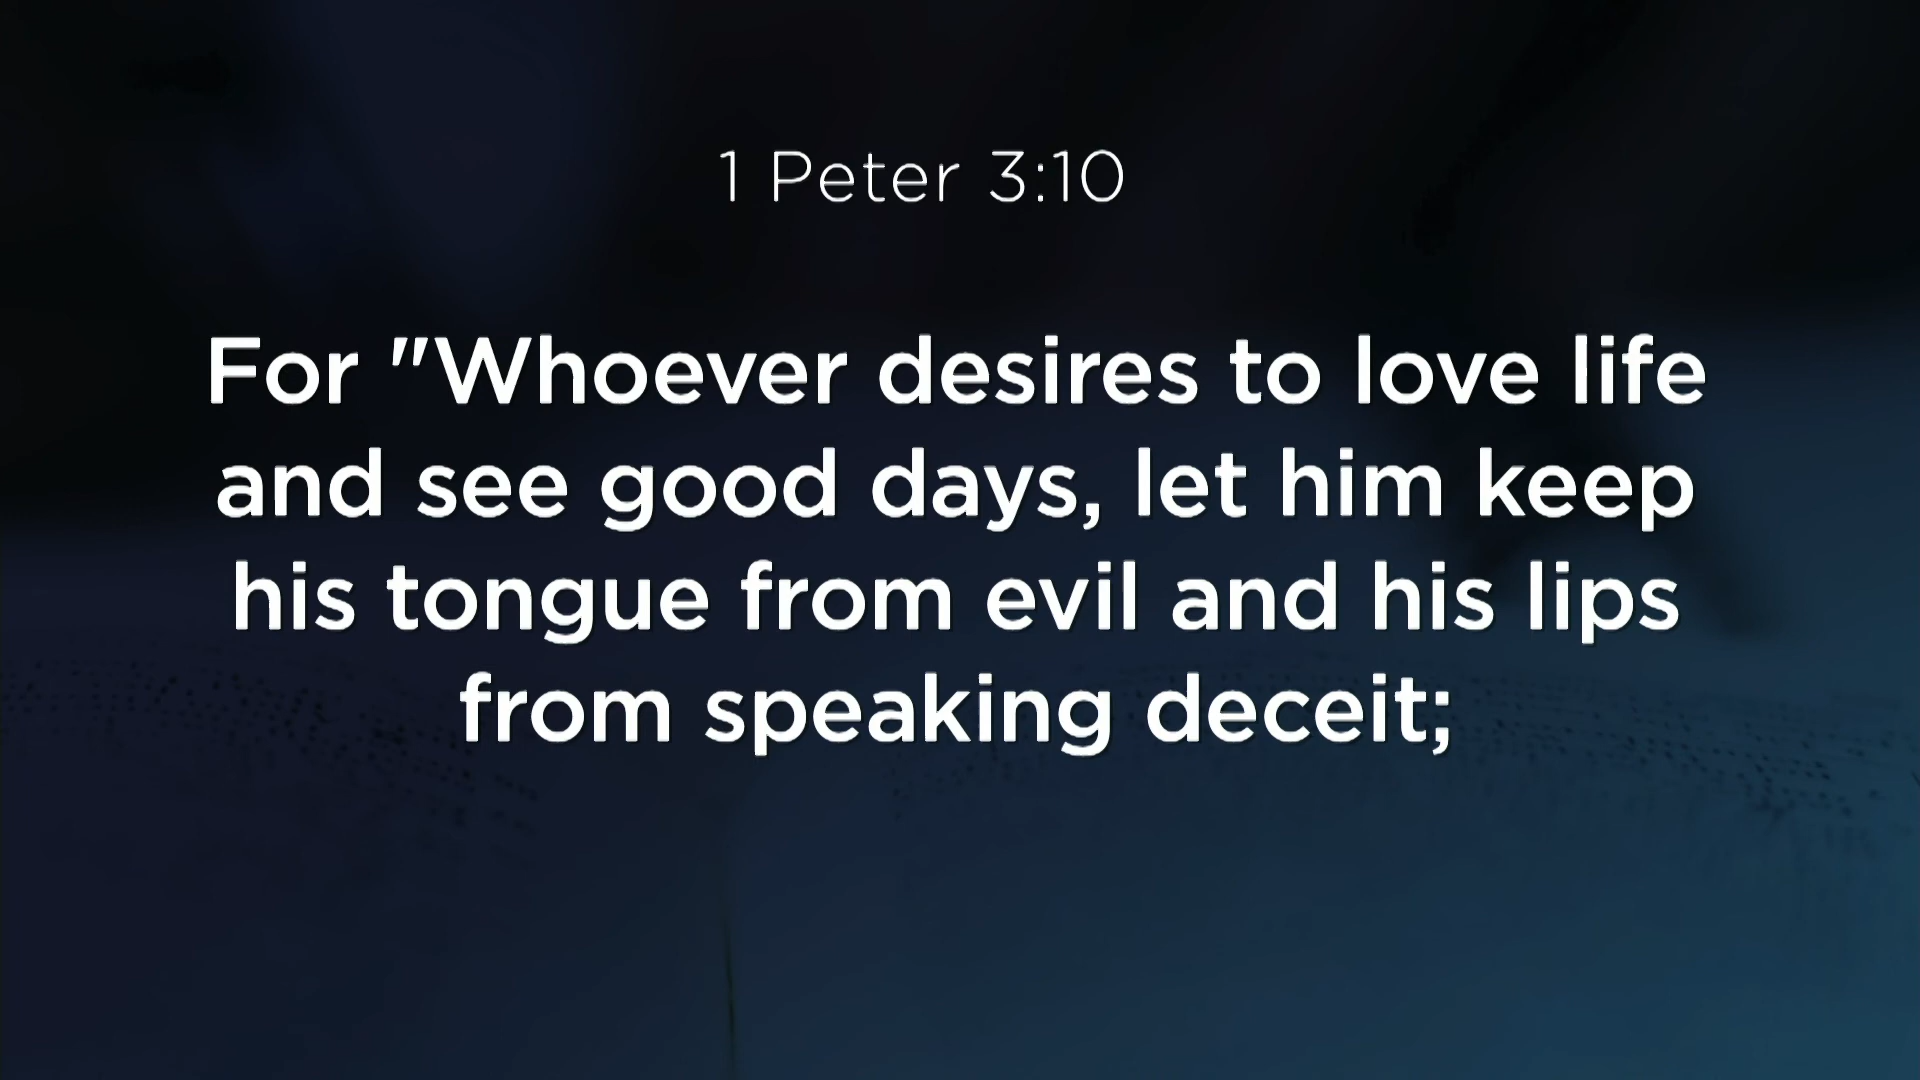 1 Peter 3:10
For "Whoever desires to love life
and see good days, let him keep
his tongue from evil and his lips
from speaking deceit;